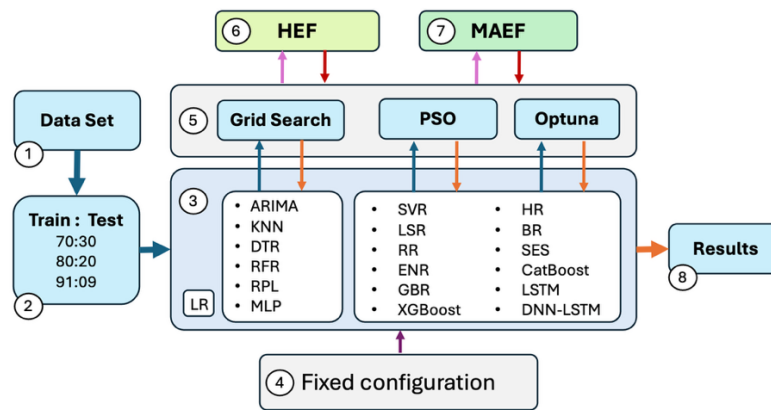 6 HEF
7 MAEF
Data Set
1
5 Grid Search PSO Optuna
Train : Test
70:30
80:20
91:09
2
3
LR
• ARIMA
• KNN
• DTR
• RFR
• RPL
• MLP
• SVR
• LSR
• RR
• ENR
• GBR
• XGBoost
• HR
• BR
• SES
• CatBoost
• LSTM
• DNN-LSTM
Results
8
4 Fixed configuration